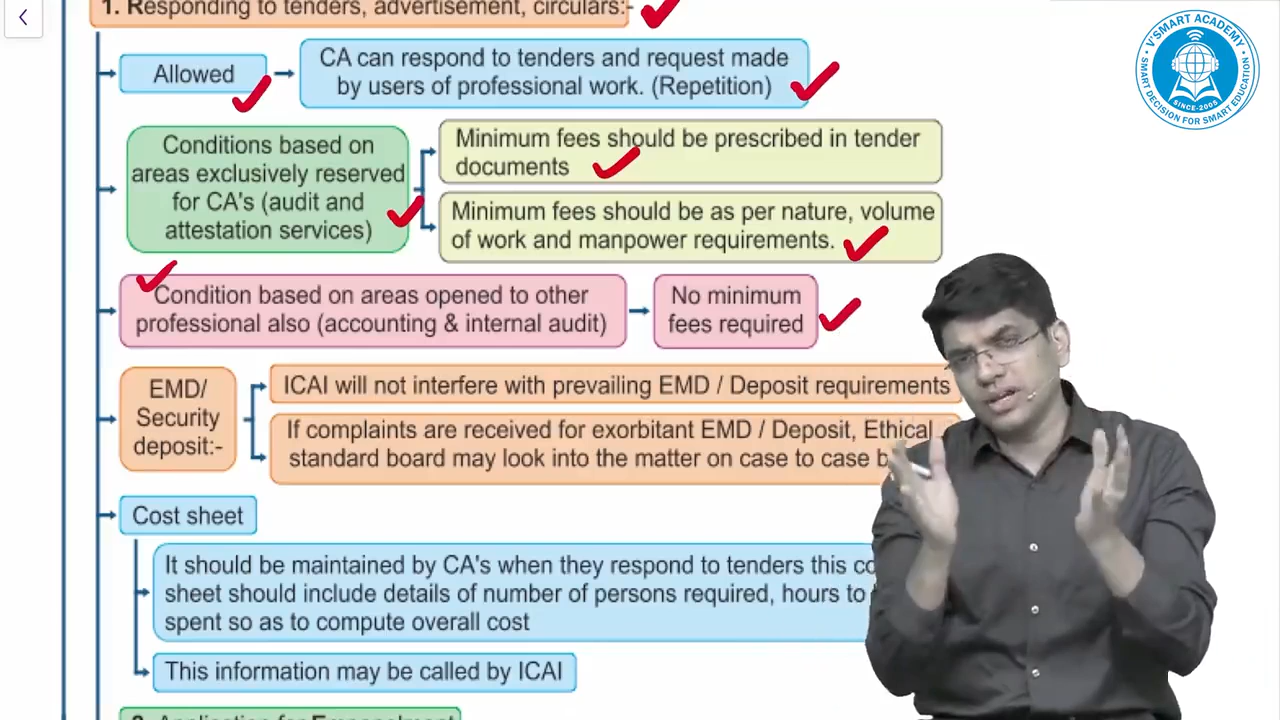 1. Responding to tenders, advertisement, circulars:-
Allowed
CA can respond to tenders and request made
by users of professional work. (Repetition)
Conditions based on
areas exclusively reserved
for CA's (audit and
attestation services)
Minimum fees should be prescribed in tender
documents
Minimum fees should be as per nature, volume
of work and manpower requirements.
Condition based on areas opened to other
professional also (accounting & internal audit)
No minimum
fees required
EMD/
Security
deposit:-
ICAI will not interfere with prevailing EMD / Deposit requirements
If complaints are received for exorbitant EMD / Deposit, Ethical
standard board may look into the matter on case to case
Cost sheet
It should be maintained by CA's when they respond to tenders this
sheet should include details of number of persons required, hours to
spent so as to compute overall cost
This information may be called by ICAI
2. Application for Empanelment
V'SMART ACADEMY
SINCE-2005
SMART DECISION FOR SMART EDUCATION